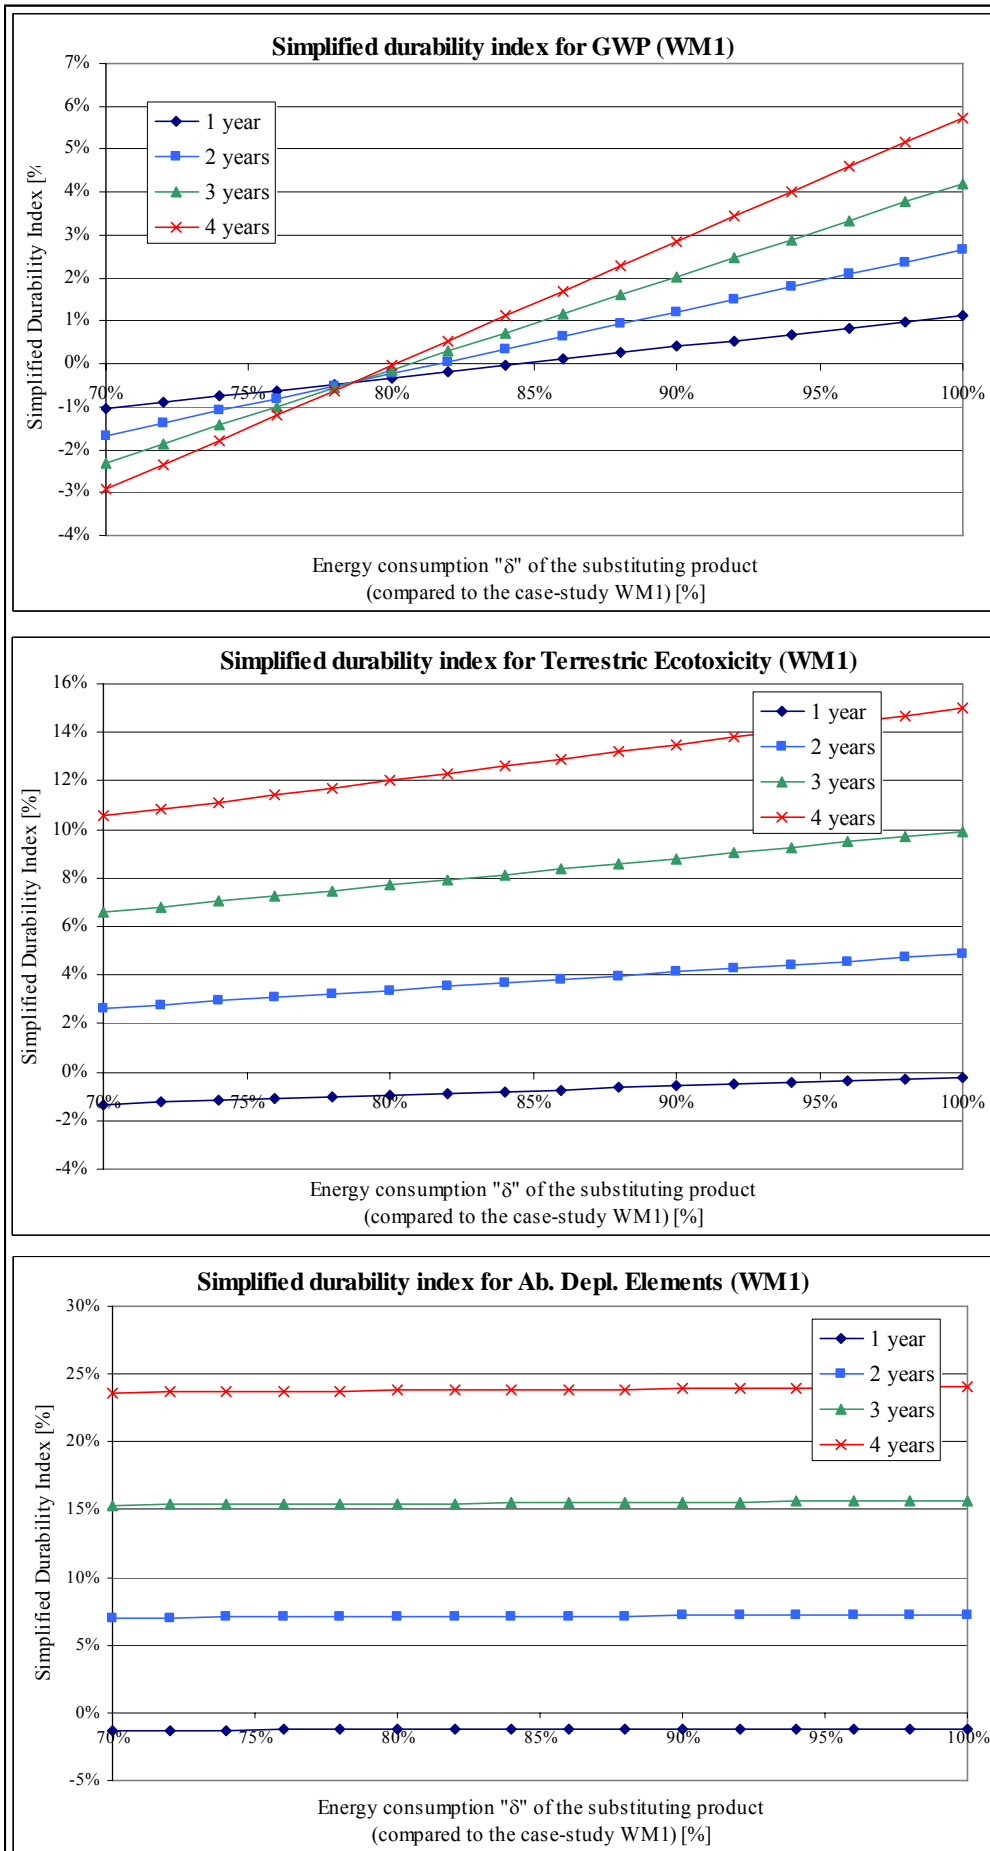 Simplified durability index for GWP (WM1)
7%
6%
5%
4%
3%
2%
1%
0%
-1%
-2%
-3%
-4%
Simplified Durability Index [%
1 year
2 years
3 years
4 years
70%
75%
80%
85%
90%
95%
100%
Energy consumption "δ" of the substituting product
(compared to the case-study WM1) [%]
Simplified durability index for Terrestric Ecotoxicity (WM1)
16%
14%
12%
10%
8%
6%
4%
2%
0%
-2%
-4%
Simplified Durability Index [%]
1 year
2 years
3 years
4 years
70%
75%
80%
85%
90%
95%
100%
Energy consumption "δ" of the substituting product
(compared to the case-study WM1) [%]
Simplified durability index for Ab. Depl. Elements (WM1)
30%
25%
20%
15%
10%
5%
0%
-5%
Simplified Durability Index [%]
1 year
2 years
3 years
4 years
70%
75%
80%
85%
90%
95%
100%
Energy consumption "δ" of the substituting product
(compared to the case-study WM1) [%]